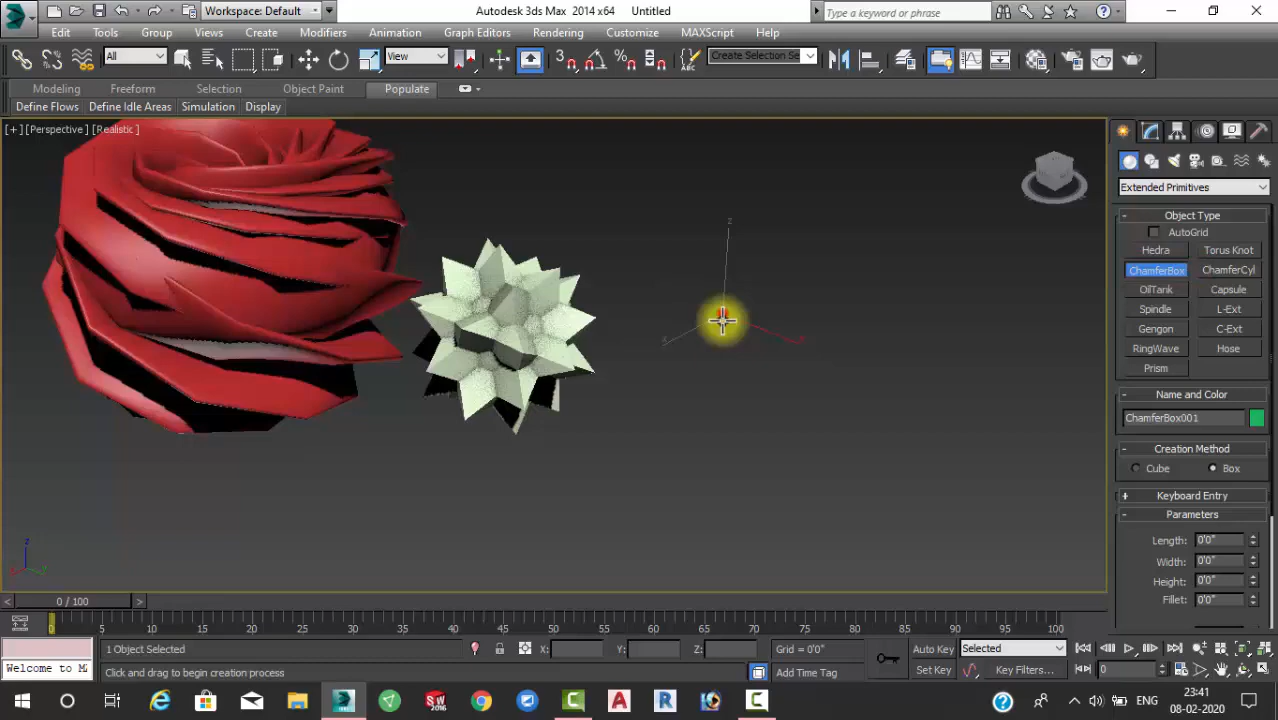 Workspace: Default
Autodesk 3ds Max 2014 x64 Untitled
Type a keyword or phrase
Edit Tools Group Views Create Modifiers Animation Graph Editors Rendering Customize MAXScript Help
All
View
Create Selection Se
Modeling Freeform Selection Object Paint Populate
Define Flows Define Idle Areas Simulation Display
[+] [Perspective] [Realistic]
Extended Primitives
- Object Type
AutoGrid
Hedra Torus Knot
ChamferBox ChamferCyl
OilTank Capsule
Spindle L-Ext
Gengon C-Ext
RingWave Hose
Prism
- Name and Color
ChamferBox001
- Creation Method
Cube Box
+ Keyboard Entry
- Parameters
Length: 0'0"
Width: 0'0"
Height: 0'0"
Fillet: 0'0"
z
x
z
< 0 / 100 >
0 5 10 15 20 25 30 35 40 45 50 55 60 65 70 75 80 85 90 95 100
1 Object Selected X: Y: Z: Grid = 0'0" Auto Key Selected
Welcome to M Click and drag to begin creation process Add Time Tag Set Key Key Filters... 0
ENG
23:41
08-02-2020